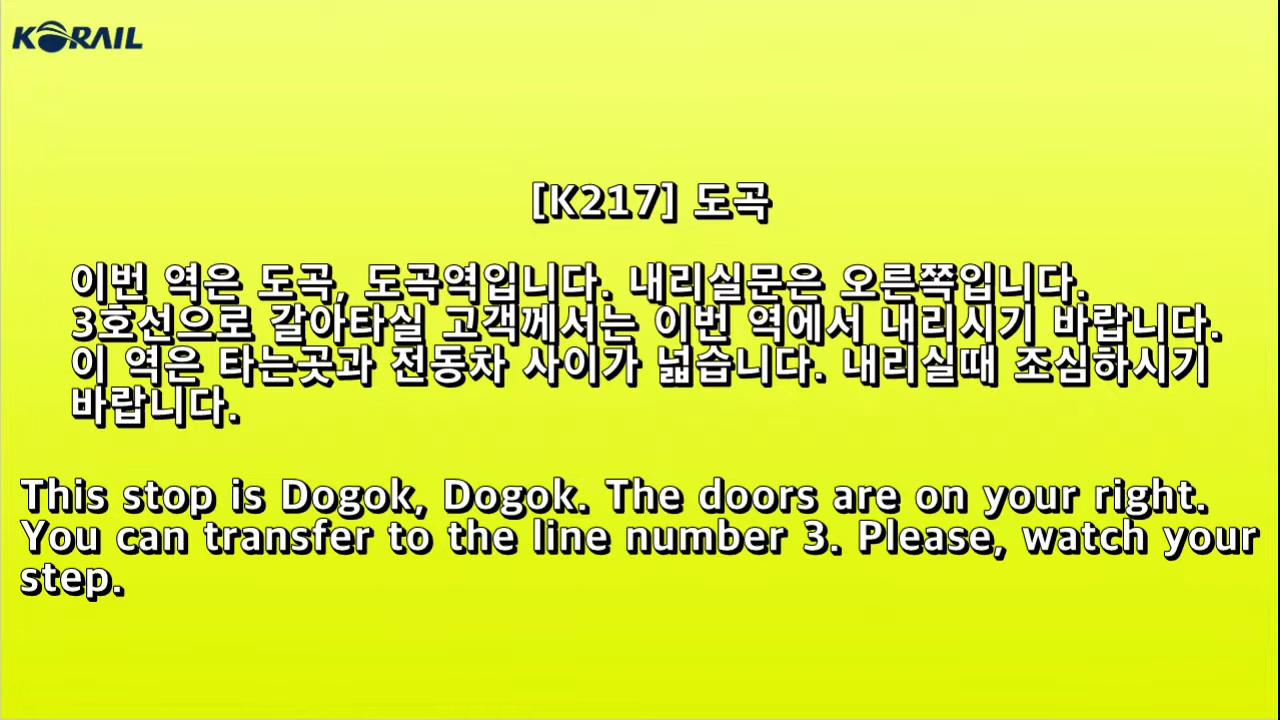 KORAIL
[K217] 도곡
이번 역은 도곡, 도곡역입니다. 내리실문은 오른쪽입니다.
3호선으로 갈아타실 고객께서는 이번 역에서 내리시기 바랍니다.
이 역은 타는곳과 전동차 사이가 넓습니다. 내리실때 조심하시기
바랍니다.
This stop is Dogok, Dogok. The doors are on your right.
You can transfer to the line number 3. Please, watch your
step.